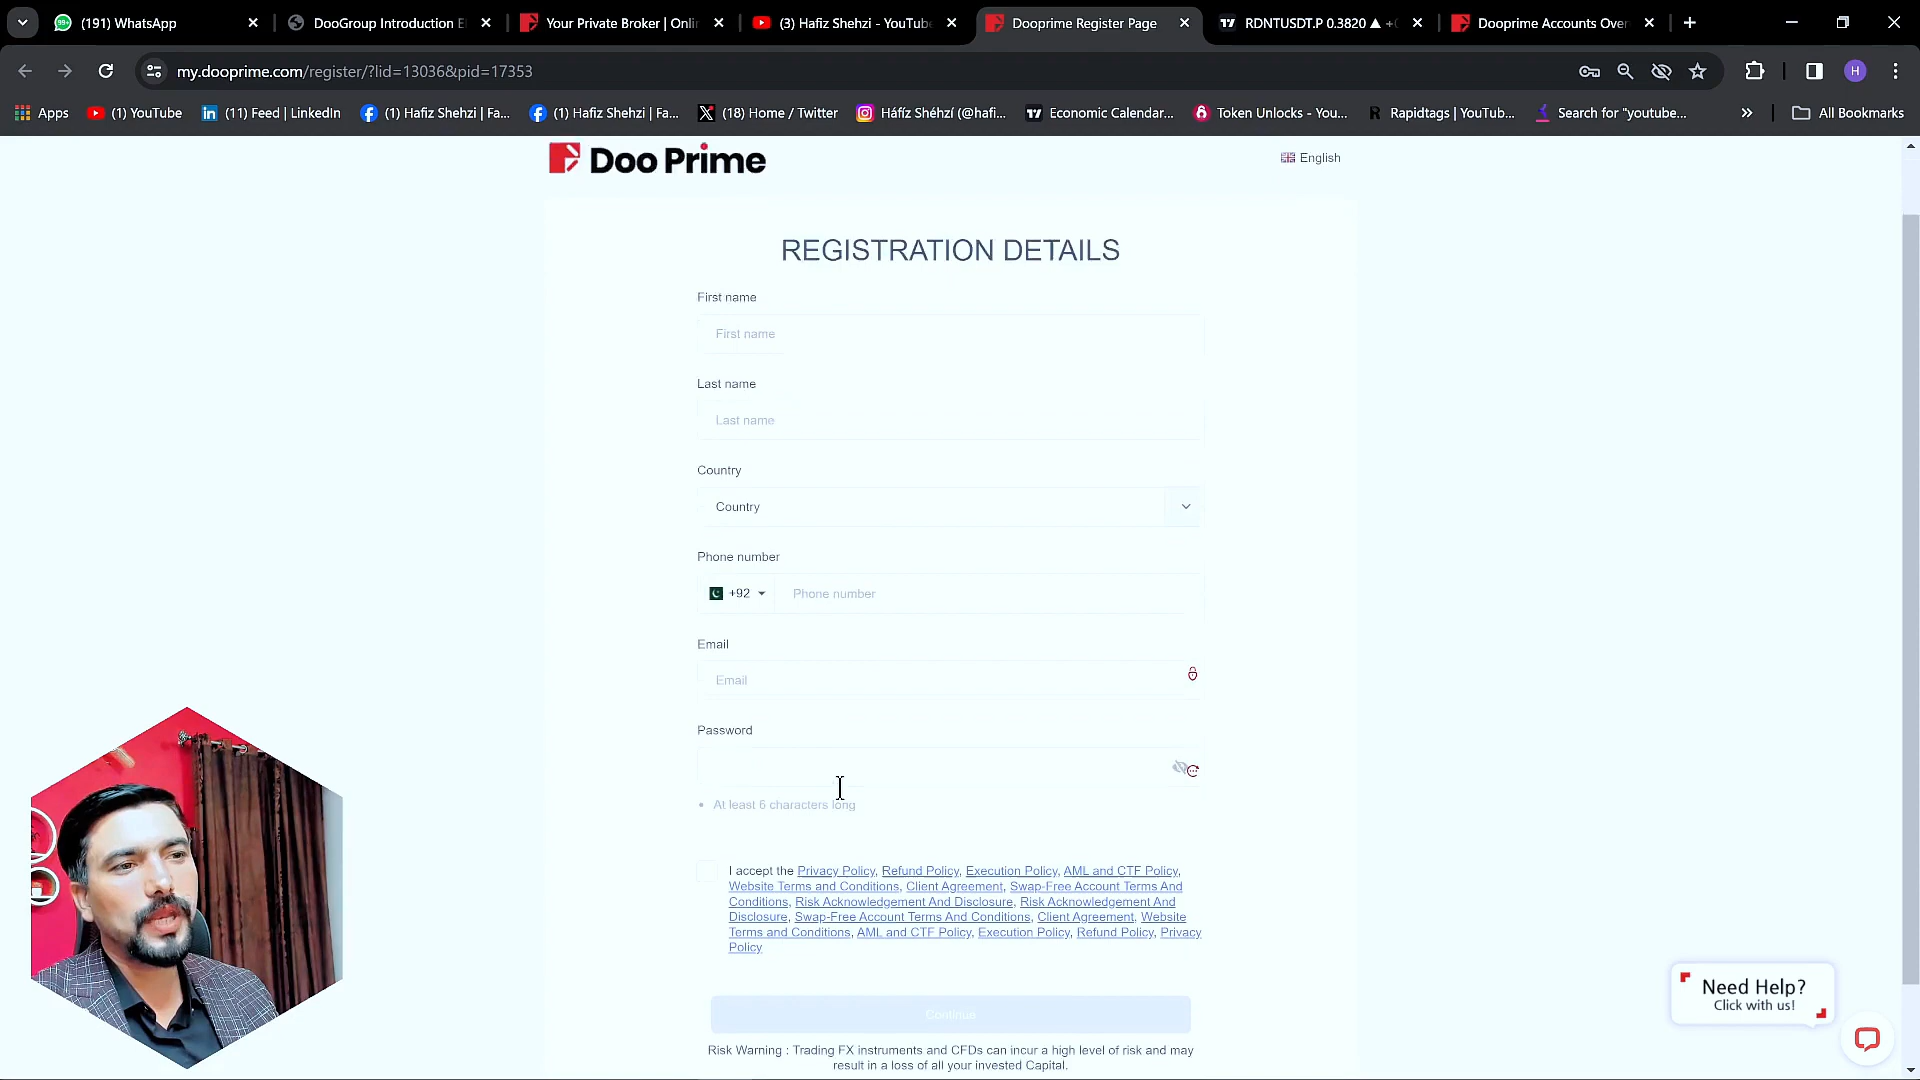 (191) WhatsApp
DooGroup Introduction E
Your Private Broker | Onli
(3) Hafiz Shehzi - YouTube
Dooprime Register Page
RDNTUSDT.P 0.3820 ▲ +
Dooprime Accounts Over
my.dooprime.com/register/?lid=13036&pid=17353
H
Apps
(1) YouTube
(11) Feed | LinkedIn
(1) Hafiz Shehzi | Fa...
(1) Hafiz Shehzi | Fa...
(18) Home / Twitter
Háfíz Shéhzí (@hafi...
Economic Calendar...
Token Unlocks - You...
Rapidtags | YouTub...
Search for "youtube...
All Bookmarks
Doo Prime
English
REGISTRATION DETAILS
First name
First name
Last name
Last name
Country
Country
Phone number
+92
Phone number
Email
Email
Password
• At least 6 characters long
I accept the Privacy Policy, Refund Policy, Execution Policy, AML and CTF Policy,
Website Terms and Conditions, Client Agreement, Swap-Free Account Terms And
Conditions, Risk Acknowledgement And Disclosure, Risk Acknowledgement And
Disclosure, Swap-Free Account Terms And Conditions, Client Agreement, Website
Terms and Conditions, AML and CTF Policy, Execution Policy, Refund Policy, Privacy
Policy
Continue
Risk Warning : Trading FX instruments and CFDs can incur a high level of risk and may
result in a loss of all your invested Capital.
Need Help?
Click with us!